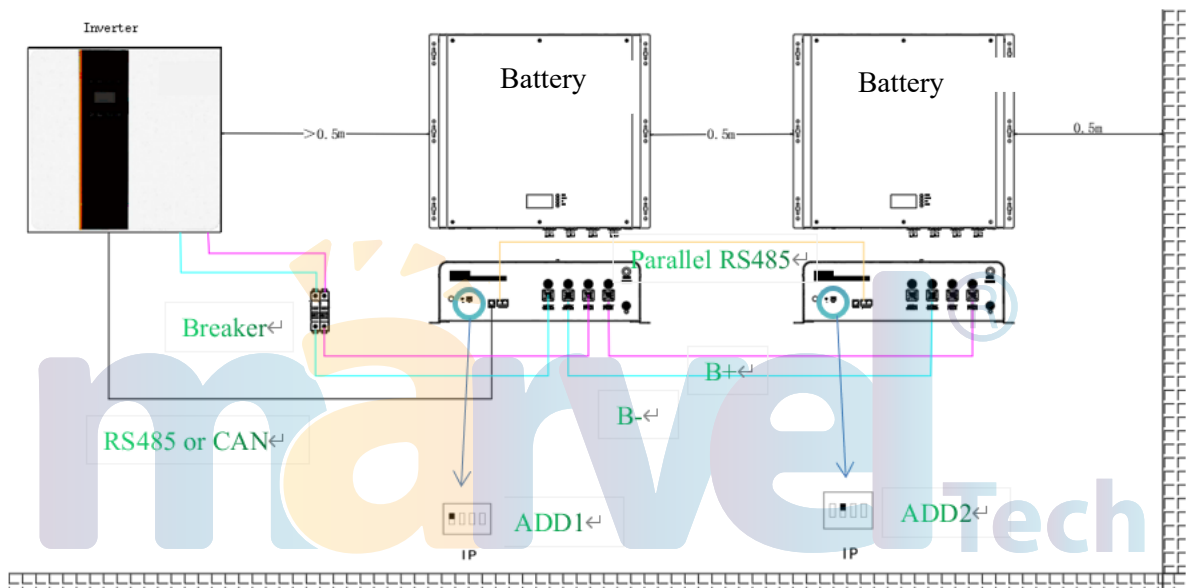 Inverter
Battery
Battery
>0.5m
0.5m
0.5m
Parallel RS485↵
Breaker↵
B+↵
B-↵
RS485 or CAN↵
ADD1↵
ADD2↵
IP
IP
marvel®
Tech